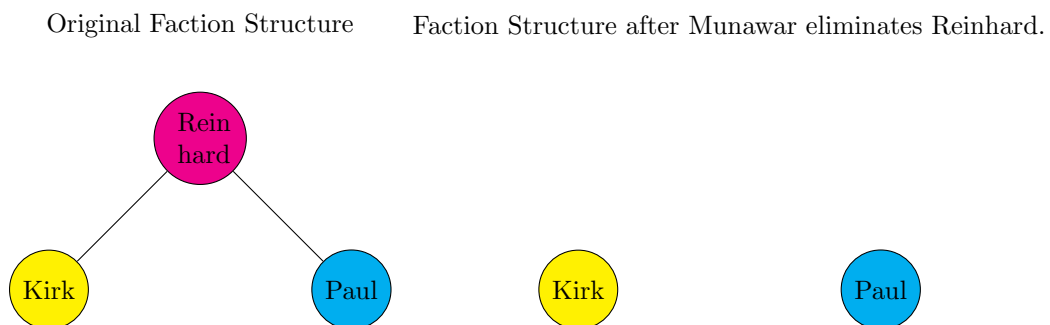 Original Faction Structure
Faction Structure after Munawar eliminates Reinhard.
Rein
hard
Kirk
Paul
Kirk
Paul